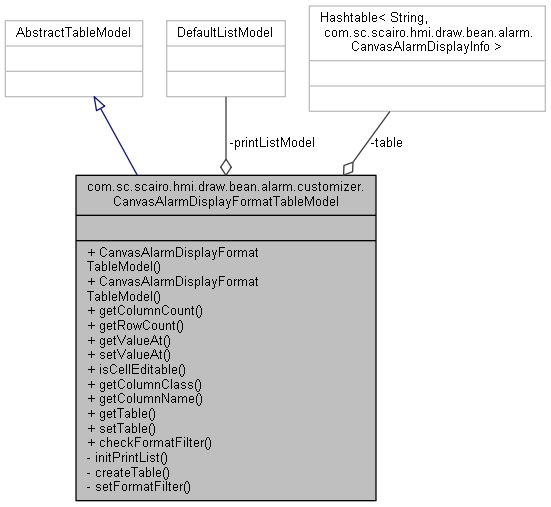 AbstractTableModel
DefaultListModel
Hashtable< String,
com.sc.scairo.hmi.draw.bean.alarm.
CanvasAlarmDisplayInfo >
-printListModel
-table
com.sc.scairo.hmi.draw.bean.alarm.customizer.
CanvasAlarmDisplayFormatTableModel
+ CanvasAlarmDisplayFormat
TableModel()
+ CanvasAlarmDisplayFormat
TableModel()
+ getColumnCount()
+ getRowCount()
+ getValueAt()
+ setValueAt()
+ isCellEditable()
+ getColumnClass()
+ getColumnName()
+ getTable()
+ setTable()
+ checkFormatFilter()
- initPrintList()
- createTable()
- setFormatFilter()